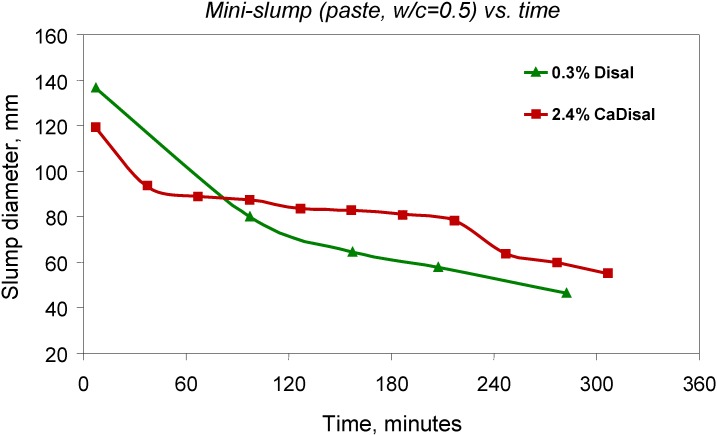 Mini-slump (paste, w/c=0.5) vs. time
160
140
120
100
80
60
40
20
Slump diameter, mm
0.3% Disal
2.4% CaDisal
0 60 120 180 240 300 360
Time, minutes